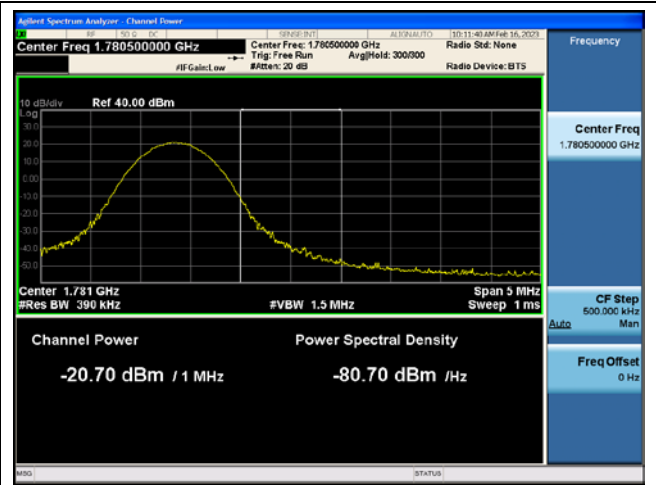 Agilent Spectrum Analyzer - Channel Power
RF 50 Ω DC SENSE:INT ALIGNAUTO 10:11:40 AM Feb 16, 2023
Center Freq 1.780500000 GHz
Center Freq: 1.780500000 GHz
Radio Std: None
Trig: Free Run
Avg|Hold: 300/300
#IFGain:Low
#Atten: 20 dB
Radio Device: BTS
10 dB/div Ref 40.00 dBm
Log
30.0
20.0
10.0
0.00
-10.0
-20.0
-30.0
-40.0
-50.0
Center 1.781 GHz
Span 5 MHz
#Res BW 390 kHz
#VBW 1.5 MHz
Sweep 1 ms
Channel Power
Power Spectral Density
-20.70 dBm / 1 MHz
-80.70 dBm /Hz
Frequency
Center Freq
1.780500000 GHz
CF Step
500.000 kHz
Auto Man
Freq Offset
0 Hz
MSG
STATUS